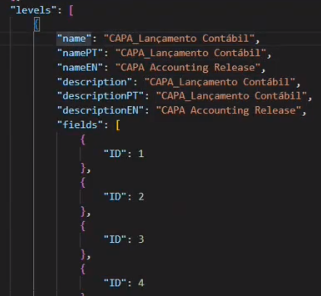 "levels": [
{
"name": "CAPA_Lançamento Contábil",
"namePT": "CAPA_Lançamento Contábil",
"nameEN": "CAPA Accounting Release",
"description": "CAPA_Lançamento Contábil",
"descriptionPT": "CAPA_Lançamento Contábil",
"descriptionEN": "CAPA Accounting Release",
"fields": [
{
"ID": 1
},
{
"ID": 2
},
{
"ID": 3
},
{
"ID": 4